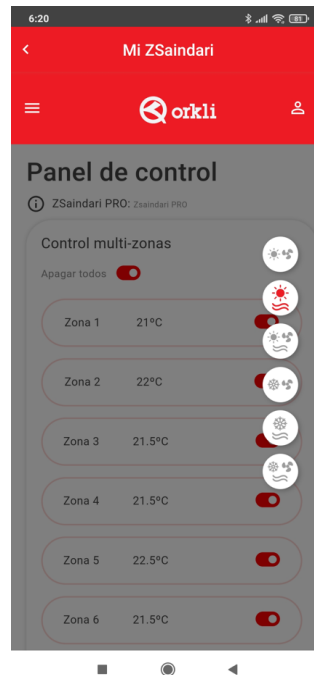 6:20
81
Mi ZSaindari
orkli
Panel de control
ZSaindari PRO: Zsaindari PRO
Control multi-zonas
Apagar todos
Zona 1 21ºC
Zona 2 22ºC
Zona 3 21.5ºC
Zona 4 21.5ºC
Zona 5 22.5ºC
Zona 6 21.5ºC